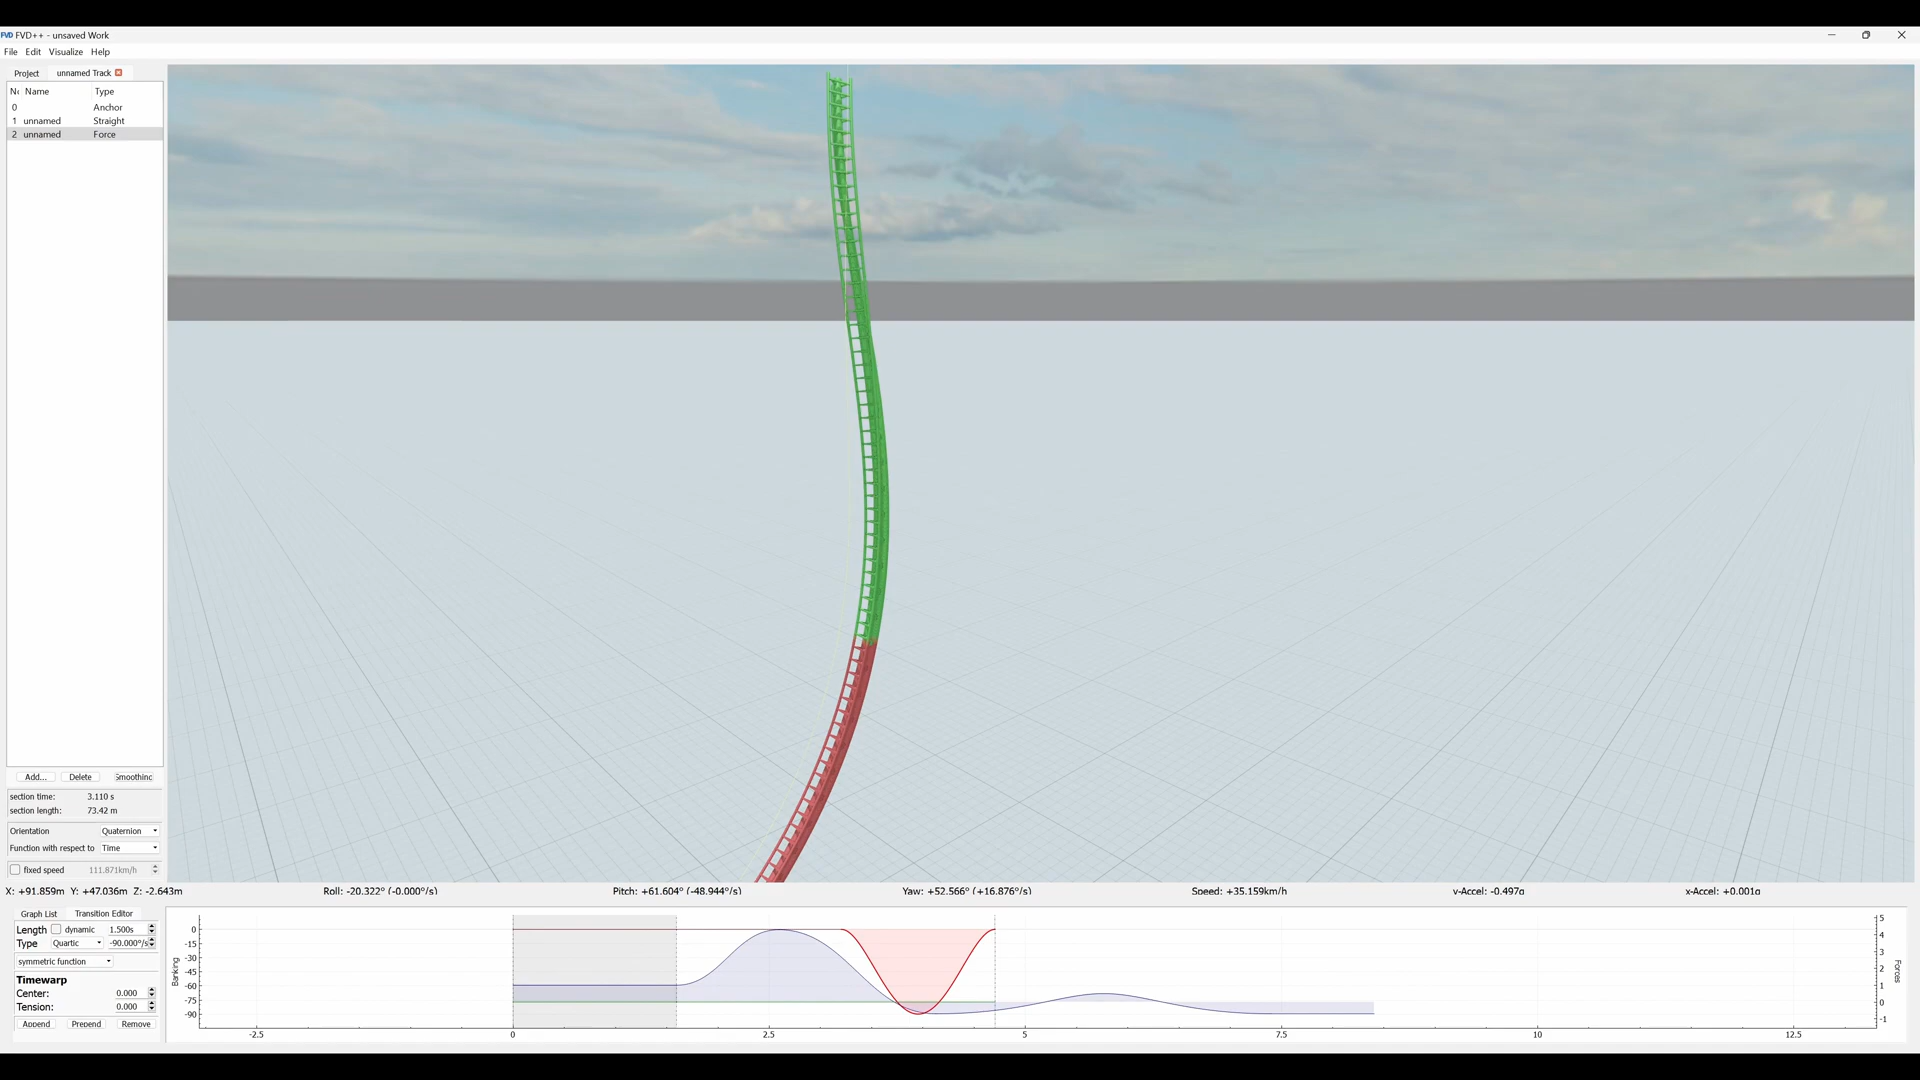 FVD FVD++ - unsaved Work
File Edit Visualize Help
Project unnamed Track
Name Type
0 Anchor
1 unnamed Straight
2 unnamed Force
Add... Delete Smoothing
section time: 3.110 s
section length: 73.42 m
Orientation Quaternion
Function with respect to Time
fixed speed 111.871km/h
X: +91.859m Y: +47.036m Z: -2.643m Roll: -20.322° (-0.000°/s) Pitch: +61.604° (-48.944°/s) Yaw: +52.566° (+16.876°/s) Speed: +35.159km/h v-Accel: -0.497g x-Accel: +0.001g
Graph List Transition Editor
Length dynamic 1.500s
Type Quartic -90.000°/s
symmetric function
Timewarp
Center: 0.000
Tension: 0.000
Append Prepend Remove
Banking
0
-15
-30
-45
-60
-75
-90
-2.5 0 2.5 5 7.5 10 12.5
5
4
3
2
1
0
-1
Forces